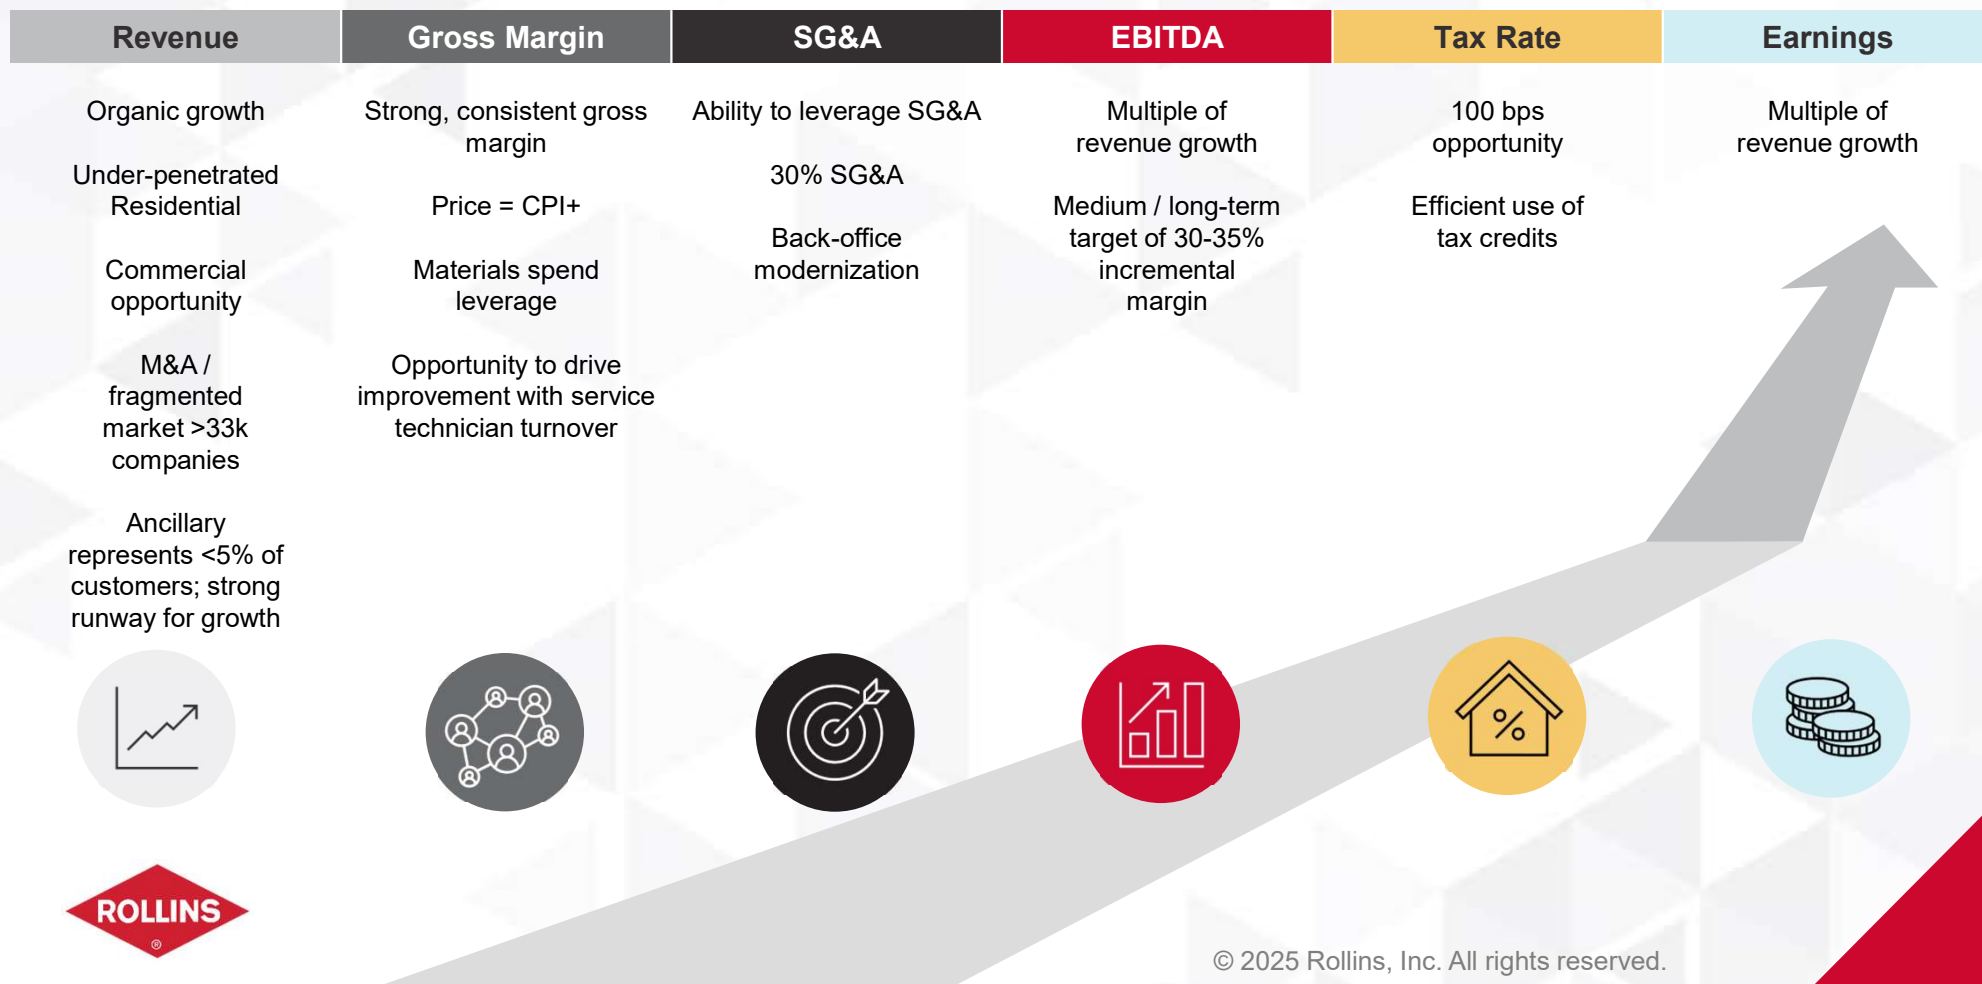 Revenue
Gross Margin
SG&A
EBITDA
Tax Rate
Earnings
Organic growth
Under-penetrated
Residential
Commercial
opportunity
M&A /
fragmented
market >33k
companies
Ancillary
represents <5% of
customers; strong
runway for growth
Strong, consistent gross
margin
Price = CPI+
Materials spend
leverage
Opportunity to drive
improvement with service
technician turnover
Ability to leverage SG&A
30% SG&A
Back-office
modernization
Multiple of
revenue growth
Medium / long-term
target of 30-35%
incremental
margin
100 bps
opportunity
Efficient use of
tax credits
Multiple of
revenue growth
%
ROLLINS
®
© 2025 Rollins, Inc. All rights reserved.